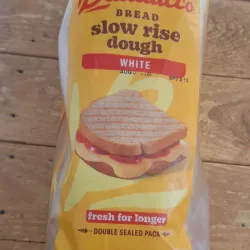 BREAD
slow rise
dough
WHITE
fresh for longer
DOUBLE SEALED PACK